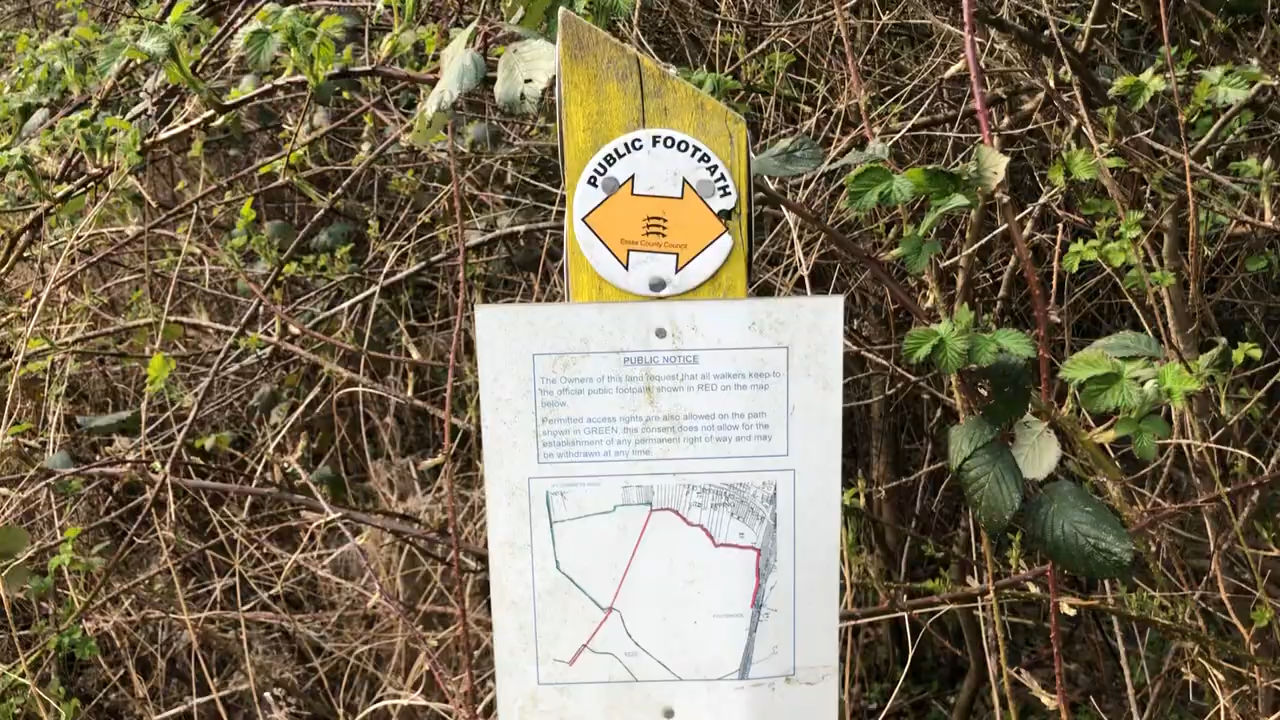 PUBLIC FOOTPATH
Essex County Council
PUBLIC NOTICE
The Owners of this land request that all walkers keep to
the official public footpath, shown in RED on the map
below.
Permitted access rights are also allowed on the path
shown in GREEN, this consent does not allow for the
establishment of any permanent right of way and may
be withdrawn at any time.